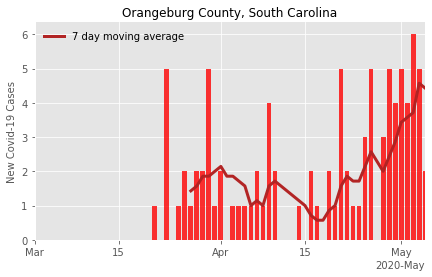 Orangeburg County, South Carolina
7 day moving average
New Covid-19 Cases
6
5
4
3
2
1
0
Mar 15 Apr 15 May
2020-May